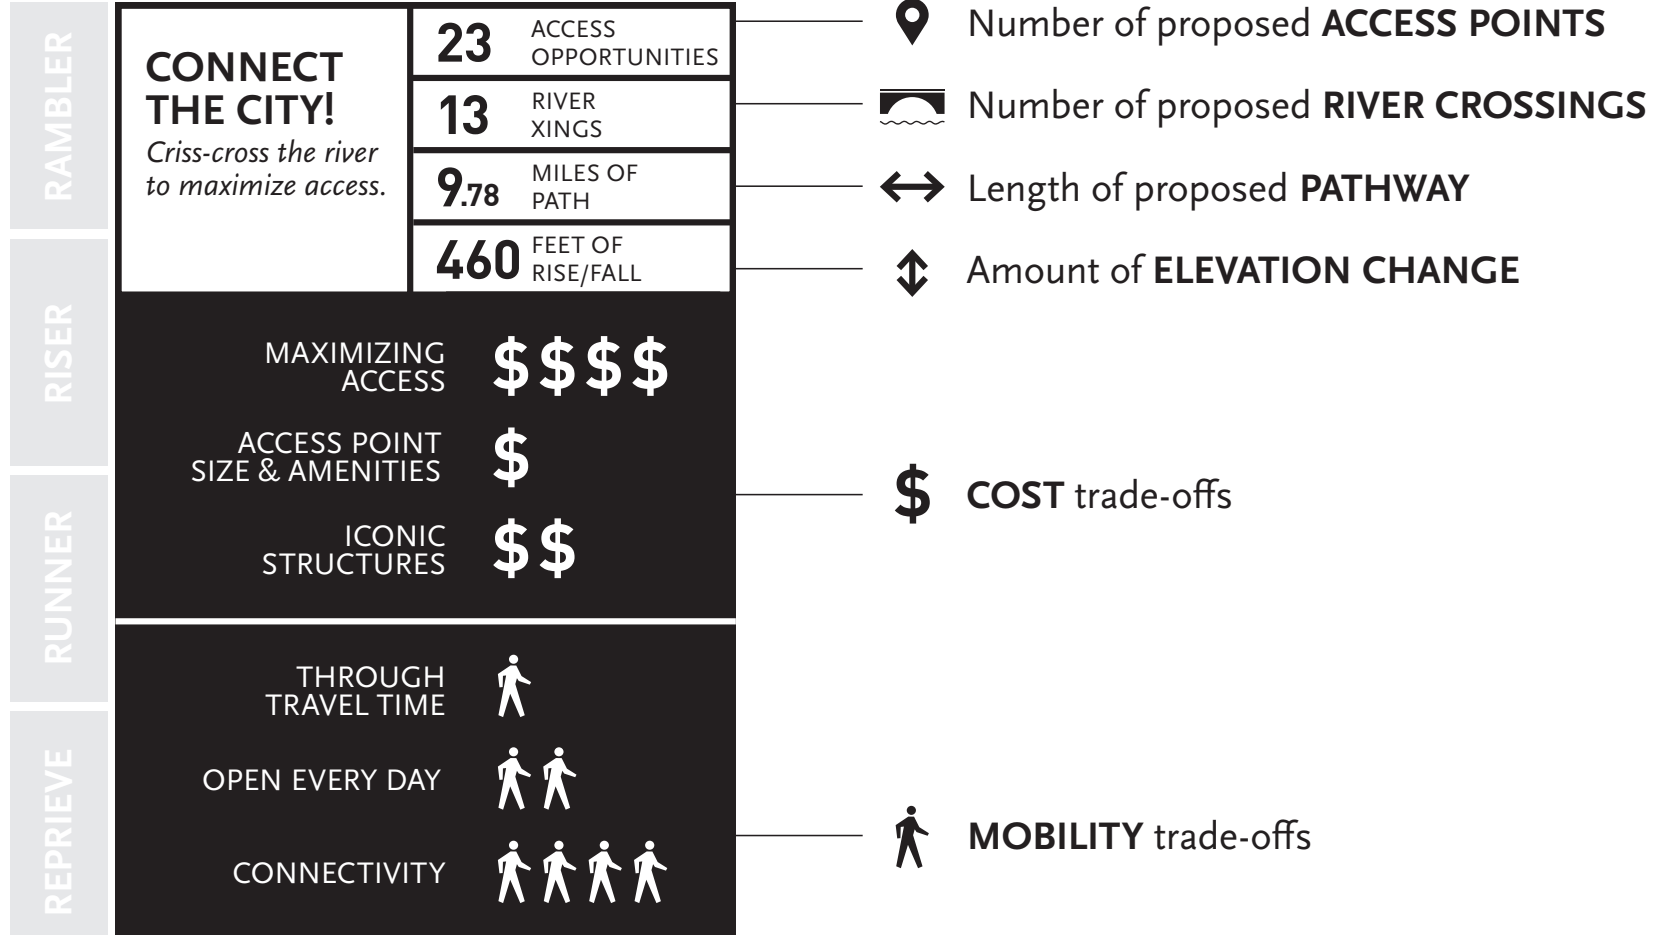 RAMBLER
RISER
RUNNER
REPRIEVE
CONNECT
THE CITY!
Criss-cross the river
to maximize access.
23 ACCESS
OPPORTUNITIES
13 RIVER
XINGS
9.78 MILES OF
PATH
460 FEET OF
RISE/FALL
MAXIMIZING
ACCESS
$$$$
ACCESS POINT
SIZE & AMENITIES
$
ICONIC
STRUCTURES
$$
THROUGH
TRAVEL TIME
OPEN EVERY DAY
CONNECTIVITY
Number of proposed ACCESS POINTS
Number of proposed RIVER CROSSINGS
Length of proposed PATHWAY
Amount of ELEVATION CHANGE
$ COST trade-offs
MOBILITY trade-offs